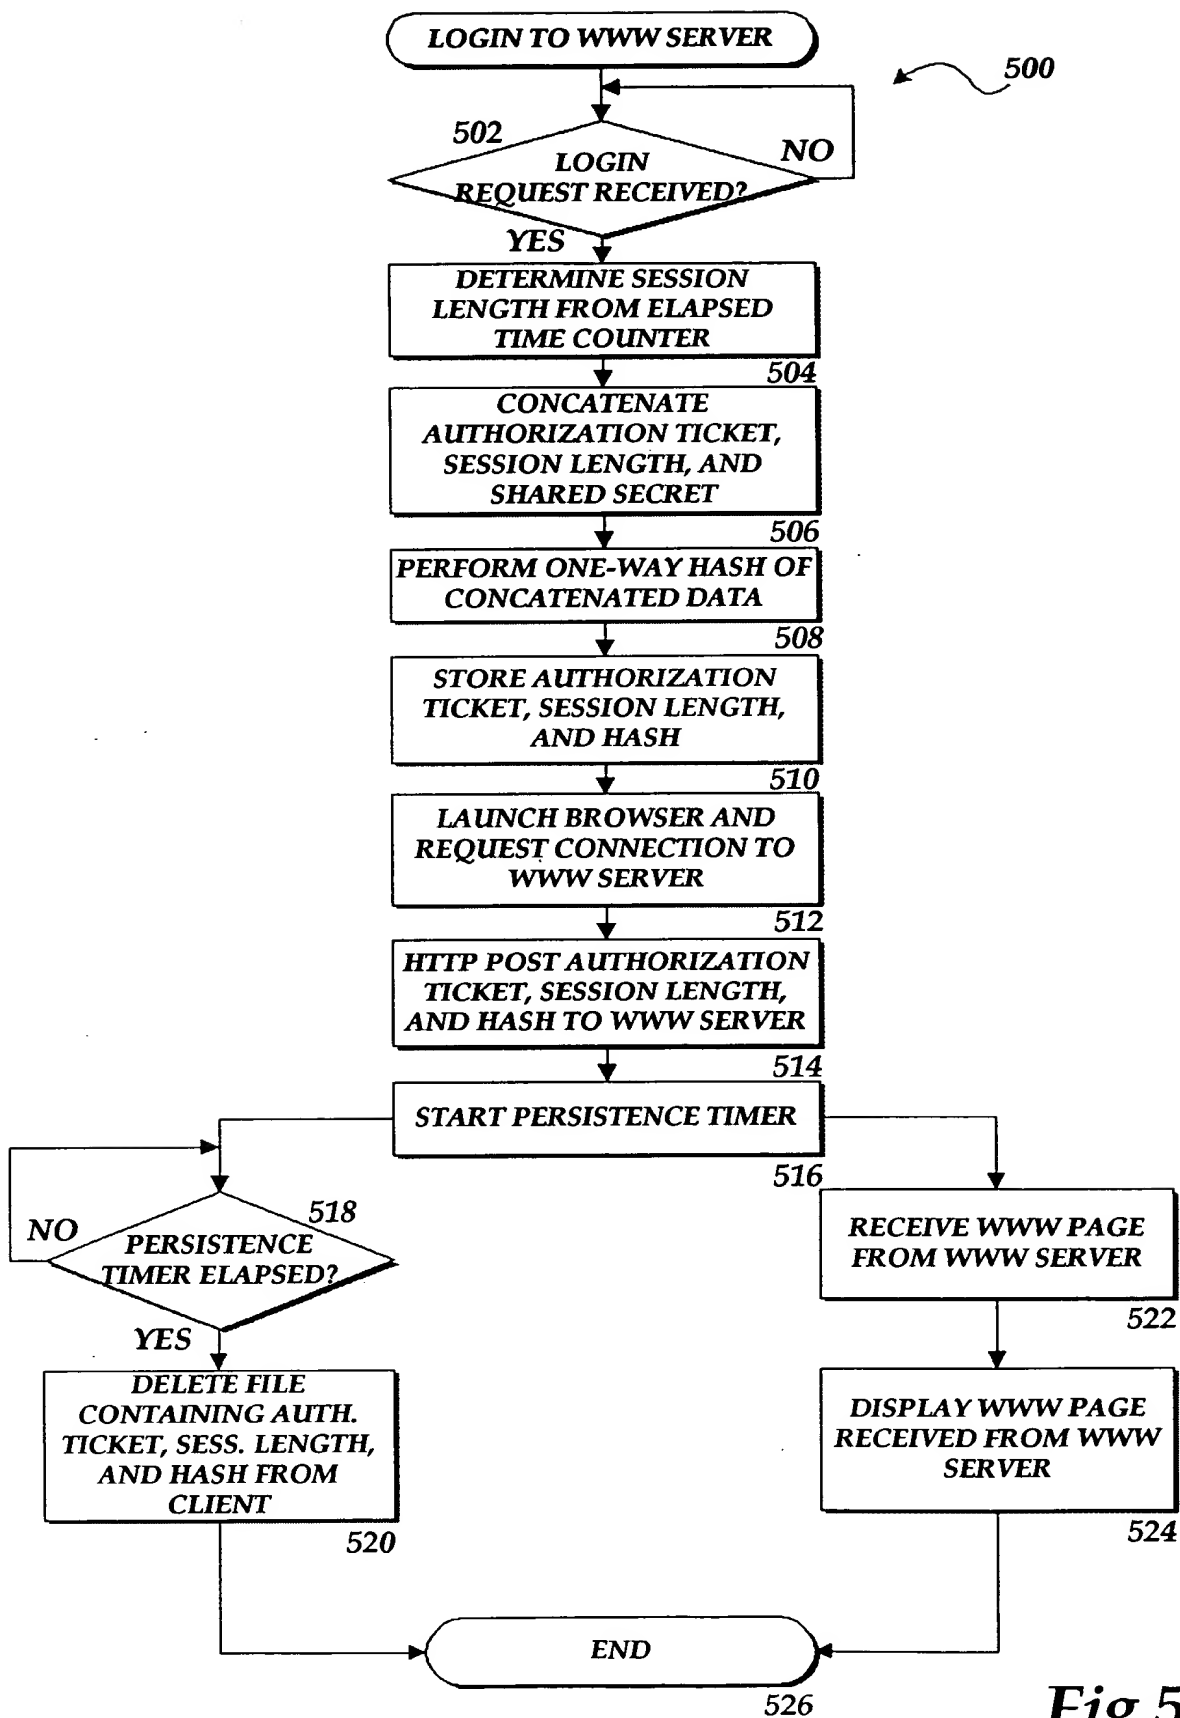 LOGIN TO WWW SERVER
500
502
LOGIN
REQUEST RECEIVED?
NO
YES
DETERMINE SESSION
LENGTH FROM ELAPSED
TIME COUNTER
504
CONCATENATE
AUTHORIZATION TICKET,
SESSION LENGTH, AND
SHARED SECRET
506
PERFORM ONE-WAY HASH OF
CONCATENATED DATA
508
STORE AUTHORIZATION
TICKET, SESSION LENGTH,
AND HASH
510
LAUNCH BROWSER AND
REQUEST CONNECTION TO
WWW SERVER
512
HTTP POST AUTHORIZATION
TICKET, SESSION LENGTH,
AND HASH TO WWW SERVER
514
START PERSISTENCE TIMER
516
518
NO
PERSISTENCE
TIMER ELAPSED?
YES
DELETE FILE
CONTAINING AUTH.
TICKET, SESS. LENGTH,
AND HASH FROM
CLIENT
520
RECEIVE WWW PAGE
FROM WWW SERVER
522
DISPLAY WWW PAGE
RECEIVED FROM WWW
SERVER
524
END
526
Fig 5